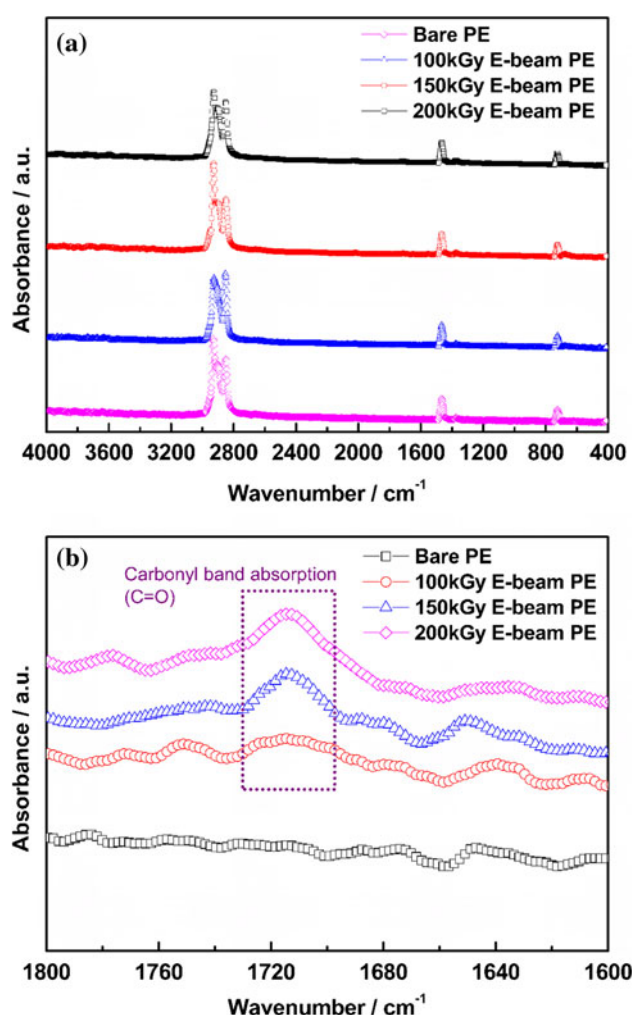 (a)
Bare PE
100kGy E-beam PE
150kGy E-beam PE
200kGy E-beam PE
Absorbance / a.u.
4000 3600 3200 2800 2400 2000 1600 1200 800 400
Wavenumber / cm⁻¹
(b)
Bare PE
100kGy E-beam PE
150kGy E-beam PE
200kGy E-beam PE
Carbonyl band absorption
(C=O)
Absorbance / a.u.
1800 1760 1720 1680 1640 1600
Wavenumber / cm⁻¹